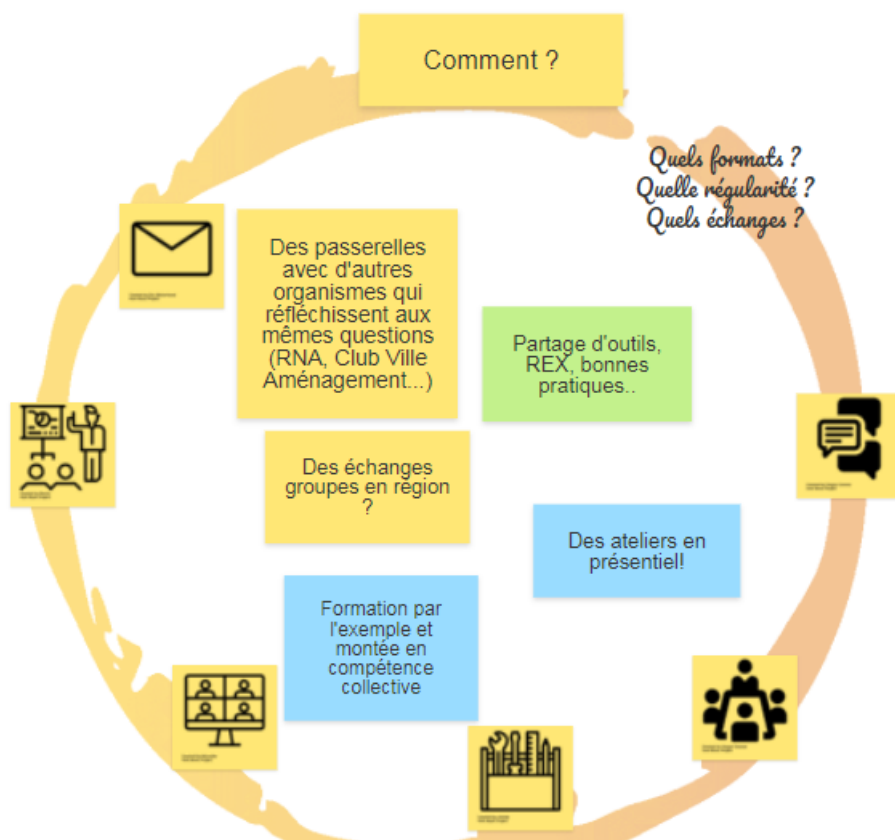 Comment ?
Quels formats ?
Quelle régularité ?
Quels échanges ?
Des passerelles
avec d'autres
organismes qui
réfléchissent aux
mêmes questions
(RNA, Club Ville
Aménagement...)
Partage d'outils,
REX, bonnes
pratiques..
Des échanges
groupes en région
?
Des ateliers en
présentiel!
Formation par
l'exemple et
montée en
compétence
collective